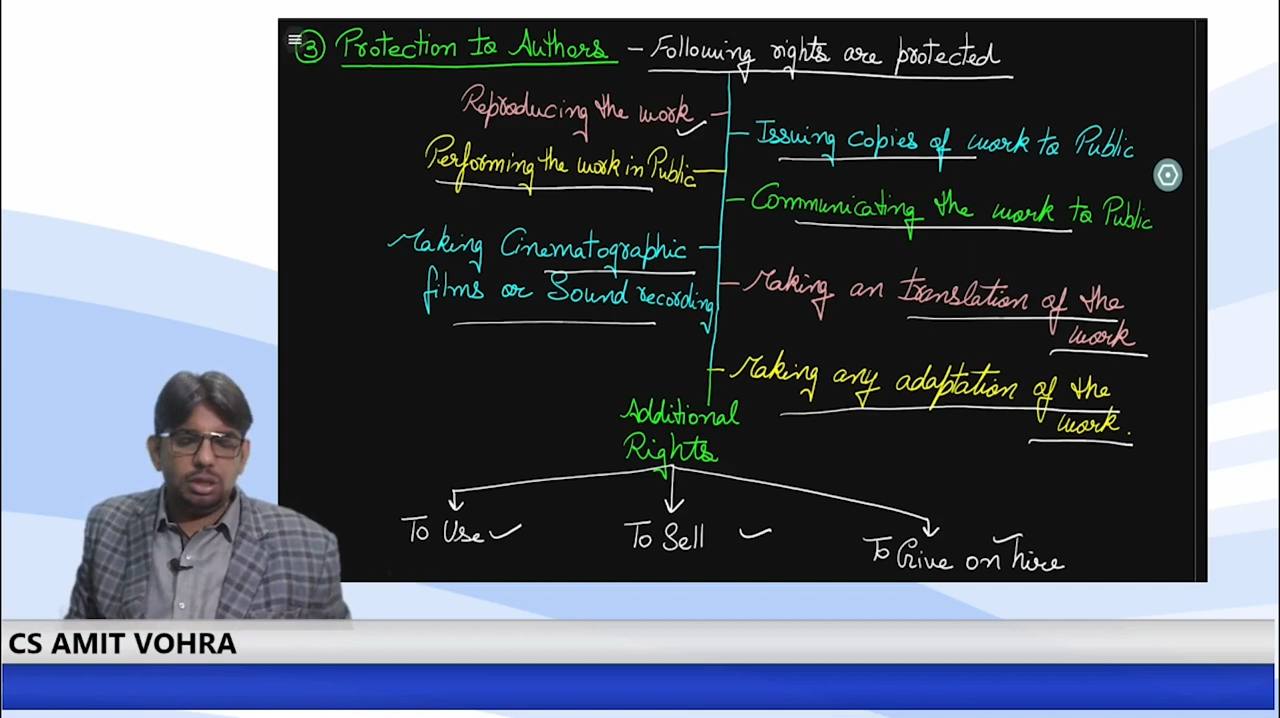 ③ Protection to Authors - Following rights are protected
Reproducing the work
Issuing copies of work to Public
Performing the work in Public
Communicating the work to Public
Making Cinematographic
films or Sound recording
Making an translation of the
work
Making any adaptation of the
work.
Additional
Rights
To Use
To Sell
To Give on hire
CS AMIT VOHRA